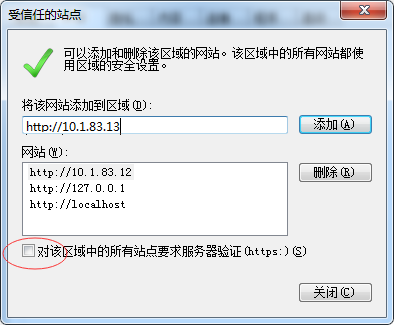 受信任的站点
可以添加和删除该区域的网站。该区域中的所有网站都使
用区域的安全设置。
将该网站添加到区域(D):
http://10.1.83.13
添加(A)
网站(W):
http://10.1.83.12
删除(R)
http://127.0.0.1
http://localhost
对该区域中的所有站点要求服务器验证(https:)(S)
关闭(C)